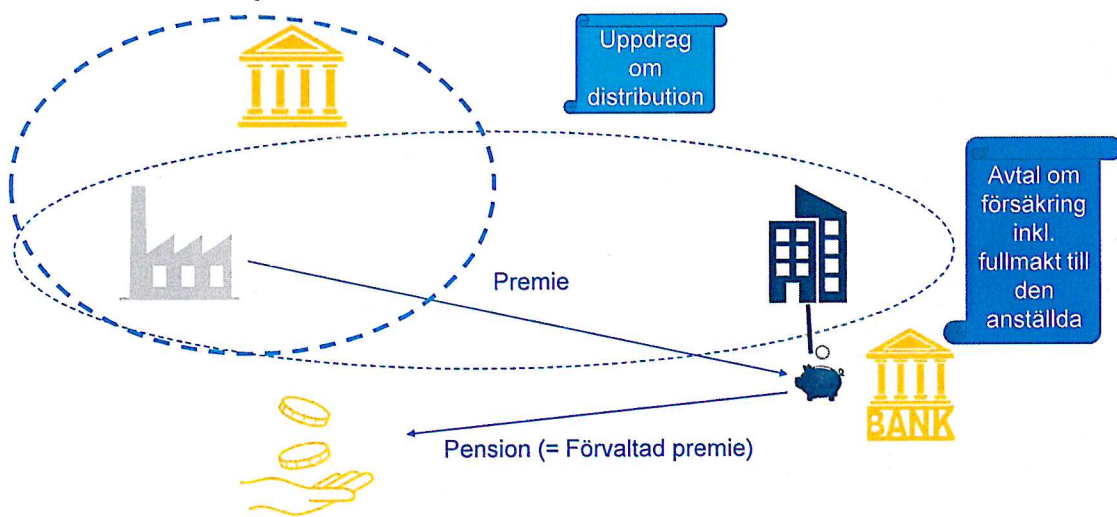 Uppdrag
om
distribution
Avtal om
försäkring
inkl.
fullmakt till
den
anställda
Premie
BANK
Pension (= Förvaltad premie)